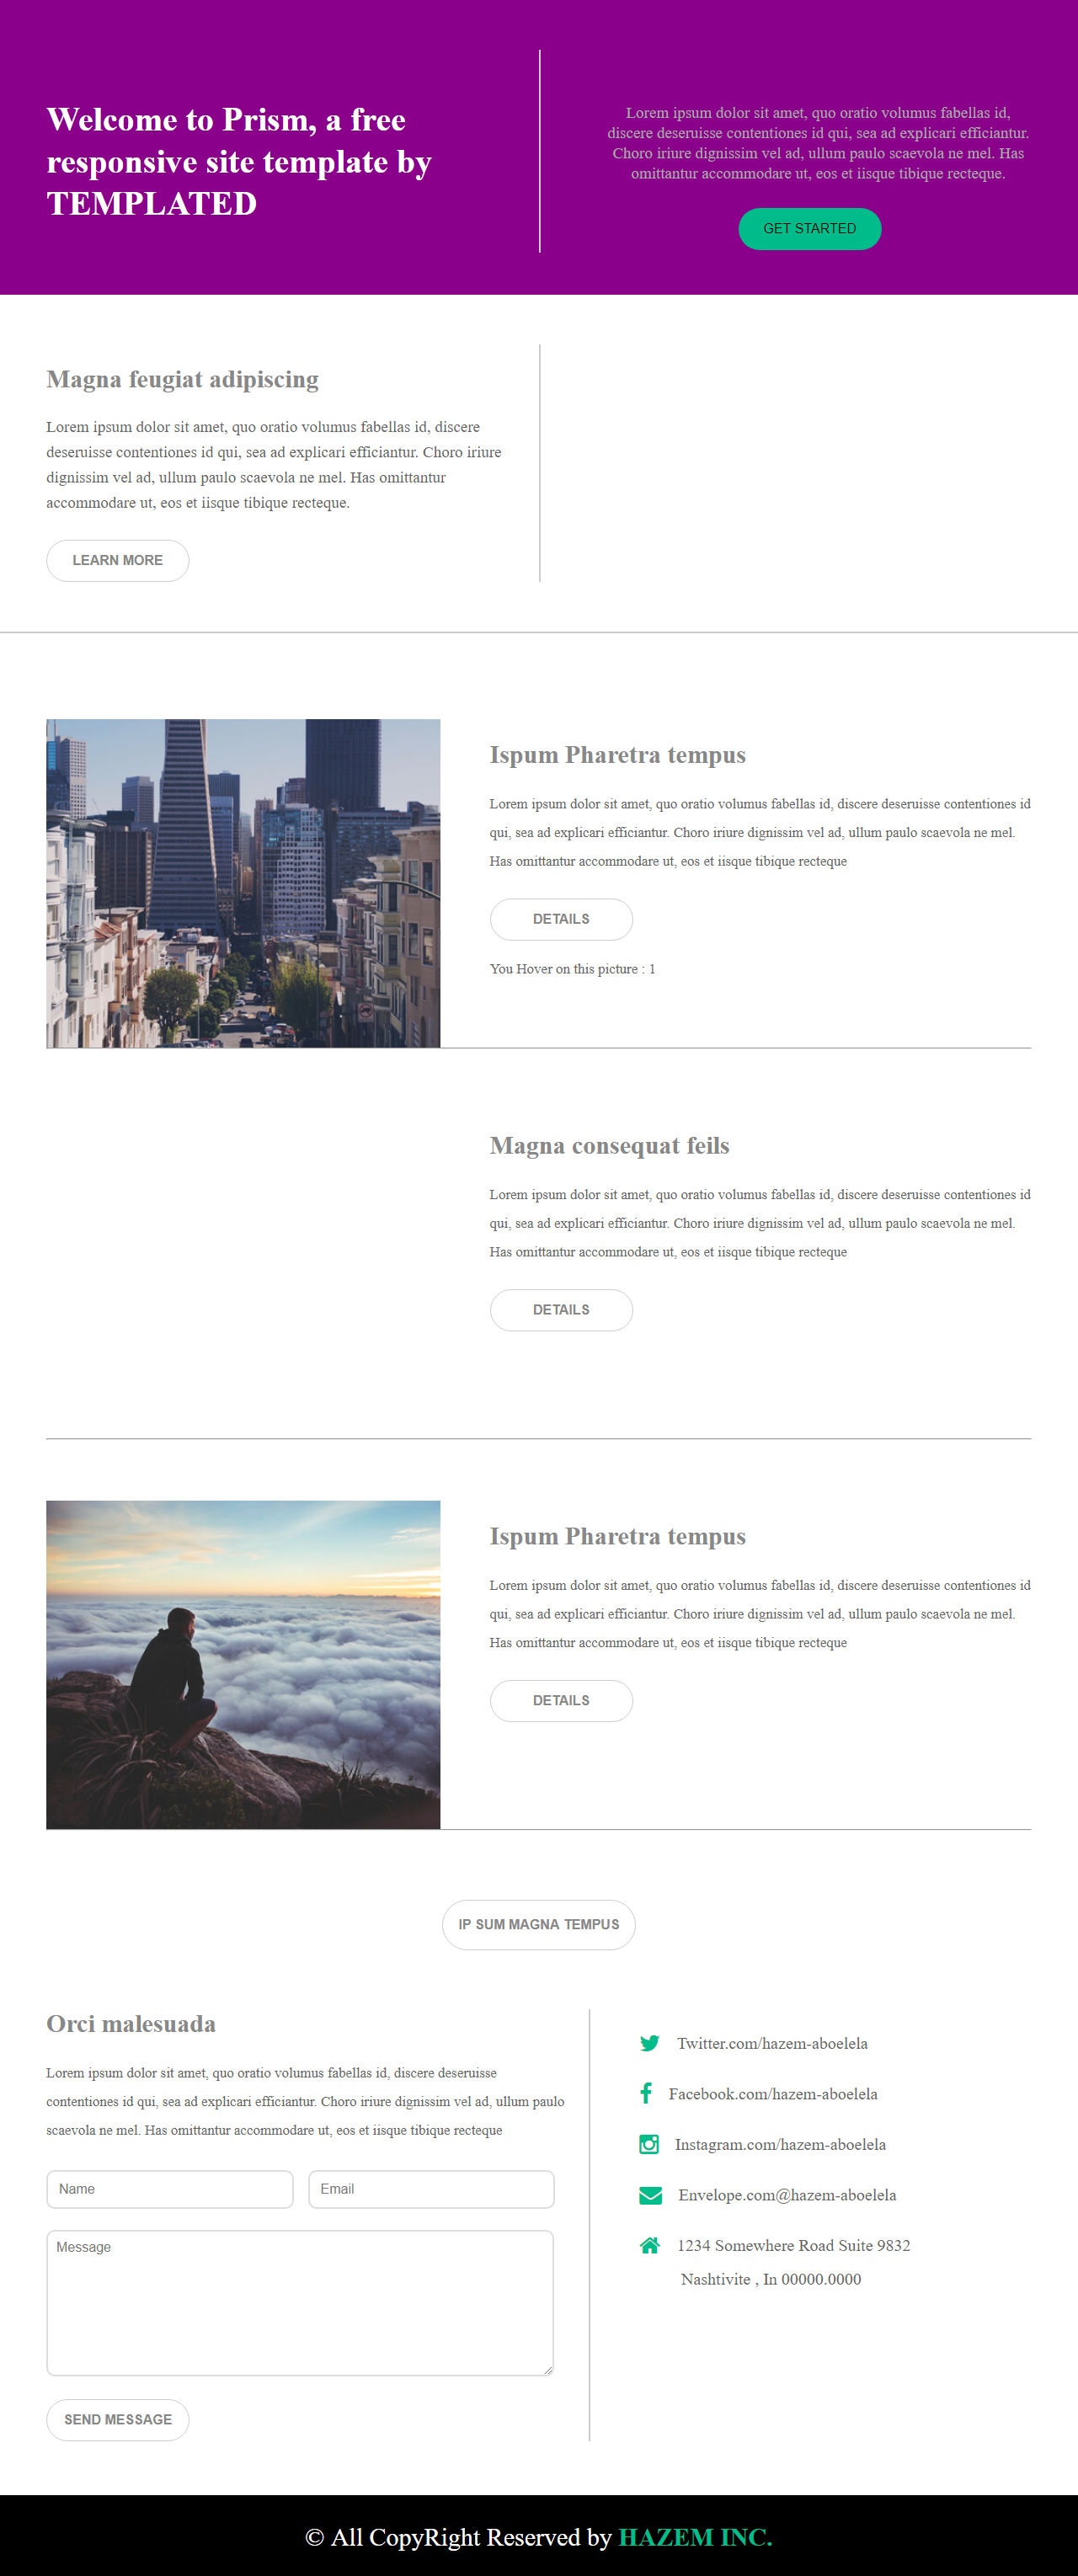 Welcome to Prism, a free
responsive site template by
TEMPLATED
Lorem ipsum dolor sit amet, quo oratio volumus fabellas id,
discere deseruisse contentiones id qui, sea ad explicari efficiantur.
Choro iriure dignissim vel ad, ullum paulo scaevola ne mel. Has
omittantur accommodare ut, eos et iisque tibique recteque.
GET STARTED
Magna feugiat adipiscing
Lorem ipsum dolor sit amet, quo oratio volumus fabellas id, discere
deseruisse contentiones id qui, sea ad explicari efficiantur. Choro iriure
dignissim vel ad, ullum paulo scaevola ne mel. Has omittantur
accommodare ut, eos et iisque tibique recteque.
LEARN MORE
Ispum Pharetra tempus
Lorem ipsum dolor sit amet, quo oratio volumus fabellas id, discere deseruisse contentiones id
qui, sea ad explicari efficiantur. Choro iriure dignissim vel ad, ullum paulo scaevola ne mel.
Has omittantur accommodare ut, eos et iisque tibique recteque
DETAILS
You Hover on this picture : 1
Magna consequat feils
Lorem ipsum dolor sit amet, quo oratio volumus fabellas id, discere deseruisse contentiones id
qui, sea ad explicari efficiantur. Choro iriure dignissim vel ad, ullum paulo scaevola ne mel.
Has omittantur accommodare ut, eos et iisque tibique recteque
DETAILS
Ispum Pharetra tempus
Lorem ipsum dolor sit amet, quo oratio volumus fabellas id, discere deseruisse contentiones id
qui, sea ad explicari efficiantur. Choro iriure dignissim vel ad, ullum paulo scaevola ne mel.
Has omittantur accommodare ut, eos et iisque tibique recteque
DETAILS
IP SUM MAGNA TEMPUS
Orci malesuada
Lorem ipsum dolor sit amet, quo oratio volumus fabellas id, discere deseruisse
contentiones id qui, sea ad explicari efficiantur. Choro iriure dignissim vel ad, ullum paulo
scaevola ne mel. Has omittantur accommodare ut, eos et iisque tibique recteque
Name
Email
Message
SEND MESSAGE
Twitter.com/hazem-aboelela
Facebook.com/hazem-aboelela
Instagram.com/hazem-aboelela
Envelope.com@hazem-aboelela
1234 Somewhere Road Suite 9832
Nashtivite , In 00000.0000
© All CopyRight Reserved by HAZEM INC.